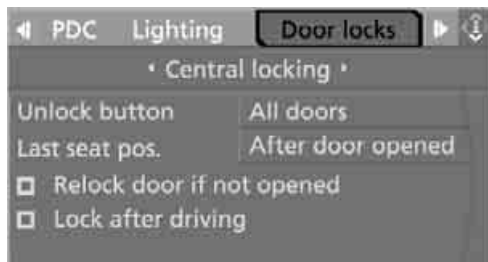 PDC Lighting Door locks
• Central locking •
Unlock button All doors
Last seat pos. After door opened
Relock door if not opened
Lock after driving